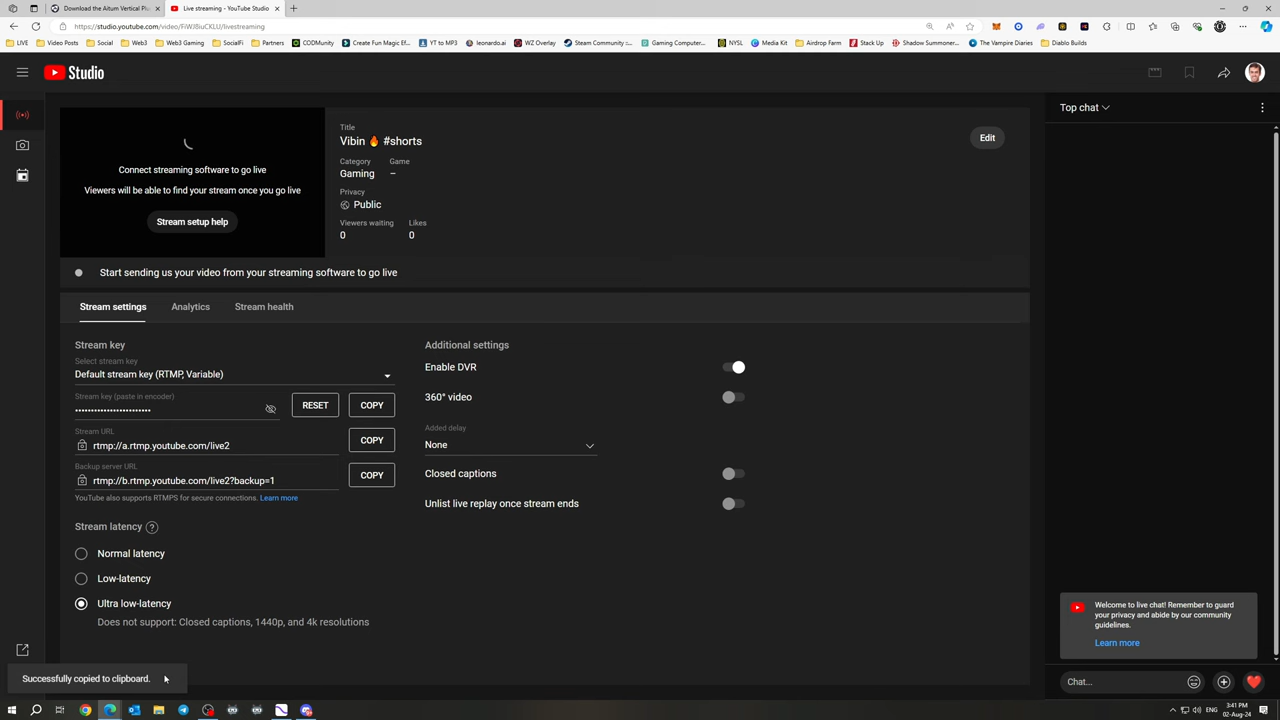 Download the Aitum Vertical Plu
Live streaming - YouTube Studio
https://studio.youtube.com/video/FiWJ8iuCKLU/livestreaming
LIVE
Video Posts
Social
Web3
Web3 Gaming
SocialFi
Partners
CODMunity
Create Fun Magic Ef...
YT to MP3
leonardo.ai
WZ Overlay
Steam Community ::...
Gaming Computer,...
NYSL
Media Kit
Airdrop Farm
Stack Up
Shadow Summoner...
The Vampire Diaries
Diablo Builds
Studio
Connect streaming software to go live
Viewers will be able to find your stream once you go live
Stream setup help
Title
Vibin 🔥 #shorts
Category
Game
Gaming
–
Privacy
Public
Viewers waiting
Likes
0
0
Edit
Start sending us your video from your streaming software to go live
Stream settings
Analytics
Stream health
Stream key
Select stream key
Default stream key (RTMP, Variable)
Stream key (paste in encoder)
••••••••••••••••••••••••
RESET
COPY
Stream URL
rtmp://a.rtmp.youtube.com/live2
COPY
Backup server URL
rtmp://b.rtmp.youtube.com/live2?backup=1
COPY
YouTube also supports RTMPS for secure connections. Learn more
Stream latency ?
Normal latency
Low-latency
Ultra low-latency
Does not support: Closed captions, 1440p, and 4k resolutions
Additional settings
Enable DVR
360° video
Added delay
None
Closed captions
Unlist live replay once stream ends
Top chat
Welcome to live chat! Remember to guard
your privacy and abide by our community
guidelines.
Learn more
Chat...
Successfully copied to clipboard.
ENG
3:41 PM
02-Aug-24